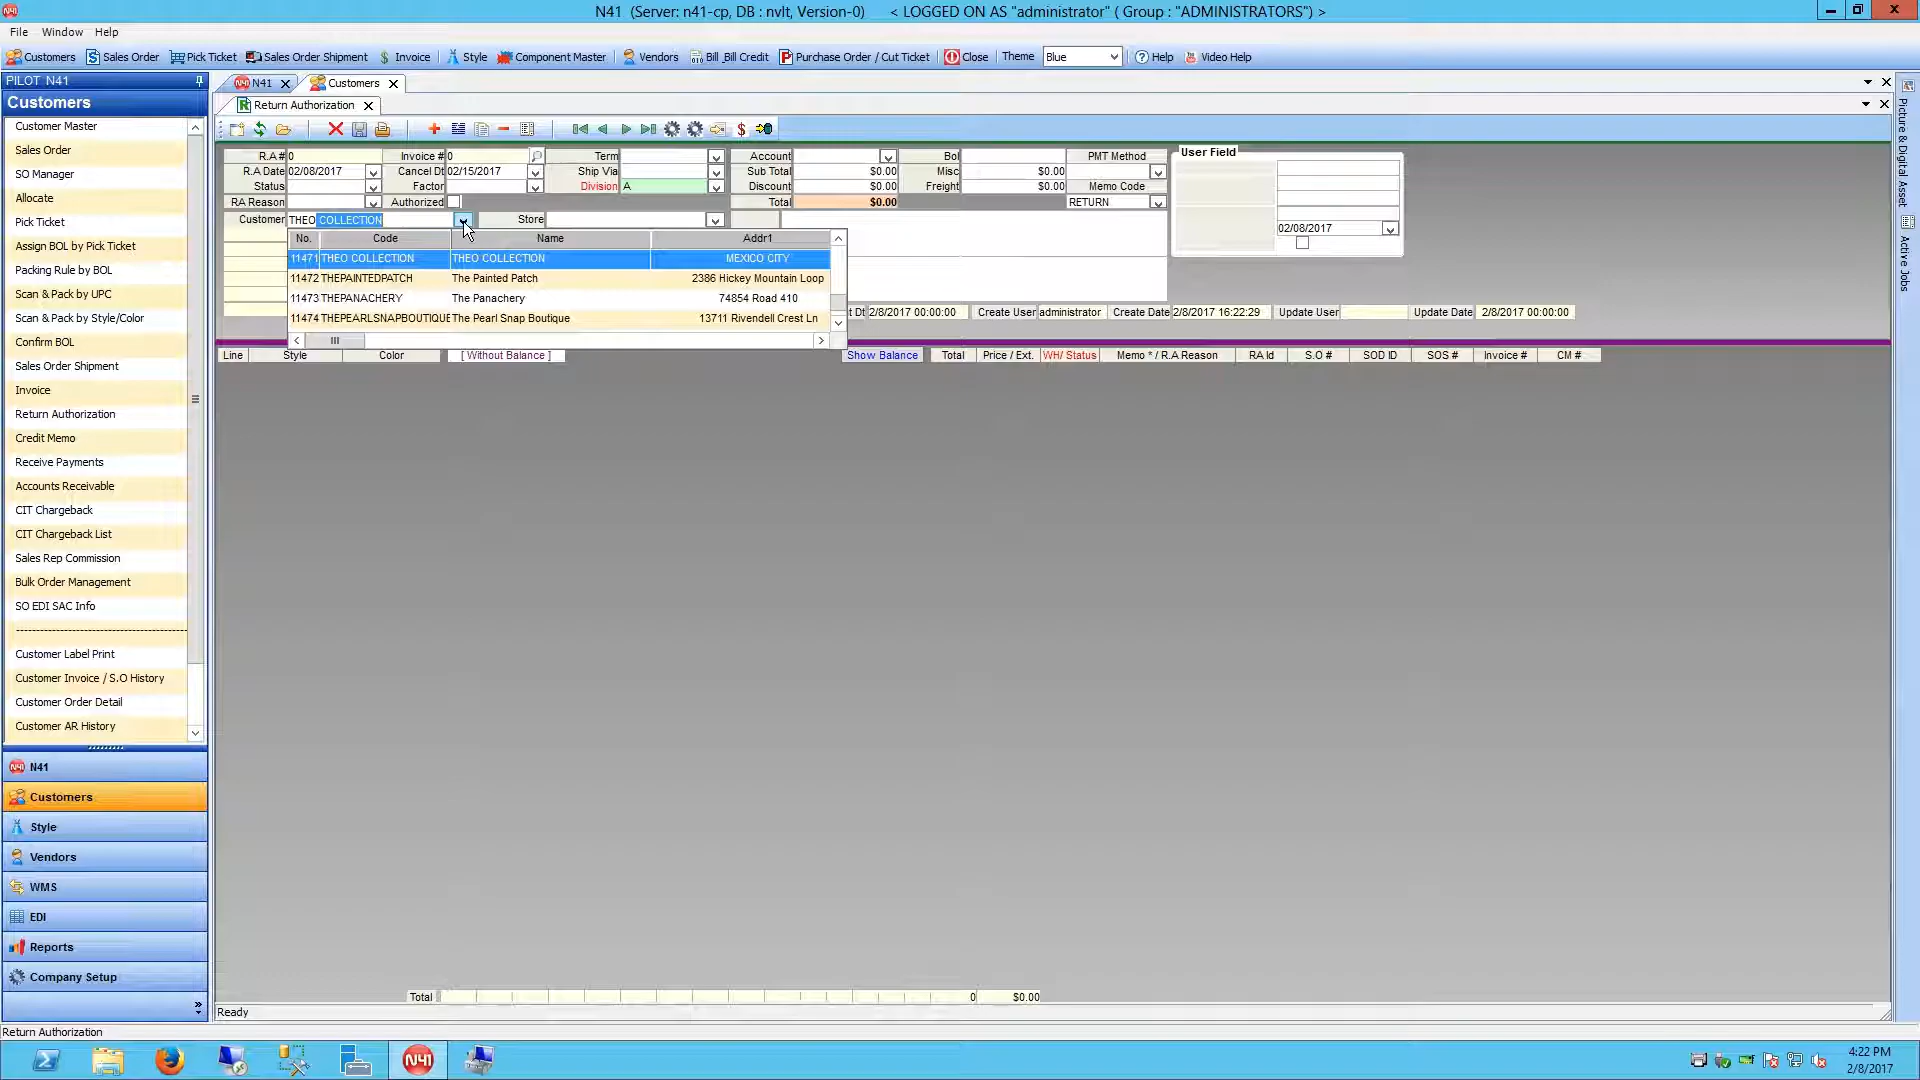 N41 (Server: n41-cp, DB : nvlt, Version-0) < LOGGED ON AS "administrator" ( Group : "ADMINISTRATORS") >
File Window Help
Customers Sales Order Pick Ticket Sales Order Shipment $ Invoice Style Component Master Vendors Bill ,Bill Credit Purchase Order / Cut Ticket Close Theme Blue Help Video Help
PILOT N41
Customers
Customer Master
Sales Order
SO Manager
Allocate
Pick Ticket
Assign BOL by Pick Ticket
Packing Rule by BOL
Scan & Pack by UPC
Scan & Pack by Style/Color
Confirm BOL
Sales Order Shipment
Invoice
Return Authorization
Credit Memo
Receive Payments
Accounts Receivable
CIT Chargeback
CIT Chargeback List
Sales Rep Commission
Bulk Order Management
SO EDI SAC Info
Customer Label Print
Customer Invoice / S.O History
Customer Order Detail
Customer AR History
N41
Customers
Style
Vendors
WMS
EDI
Reports
Company Setup
N41 Customers
Return Authorization
R.A# 0 Invoice # 0 Term Account Bol PMT Method
R.A Date 02/08/2017 Cancel Dt 02/15/2017 Ship Via Sub Total $0.00 Misc $0.00
Status Factor Division A Discount $0.00 Freight $0.00 Memo Code
RA Reason Authorized Total $0.00 RETURN
Customer THEO COLLECTION Store
User Field
02/08/2017
No. Code Name Addr1
11471 THEO COLLECTION THEO COLLECTION MEXICO CITY
11472 THEPAINTEDPATCH The Painted Patch 2386 Hickey Mountain Loop
11473 THEPANACHERY The Panachery 74854 Road 410
11474 THEPEARLSNAPBOUTIQUE The Pearl Snap Boutique 13711 Rivendell Crest Ln
t Dt 2/8/2017 00:00:00 Create User administrator Create Date 2/8/2017 16:22:29 Update User Update Date 2/8/2017 00:00:00
Line Style Color [ Without Balance ] Show Balance Total Price / Ext. WH/ Status Memo * / R.A Reason RA Id S.O # SOD ID SOS # Invoice # CM #
Total 0 $0.00
Ready
Return Authorization
Picture & Digital Asset
Active Jobs
N41
4:22 PM
2/8/2017